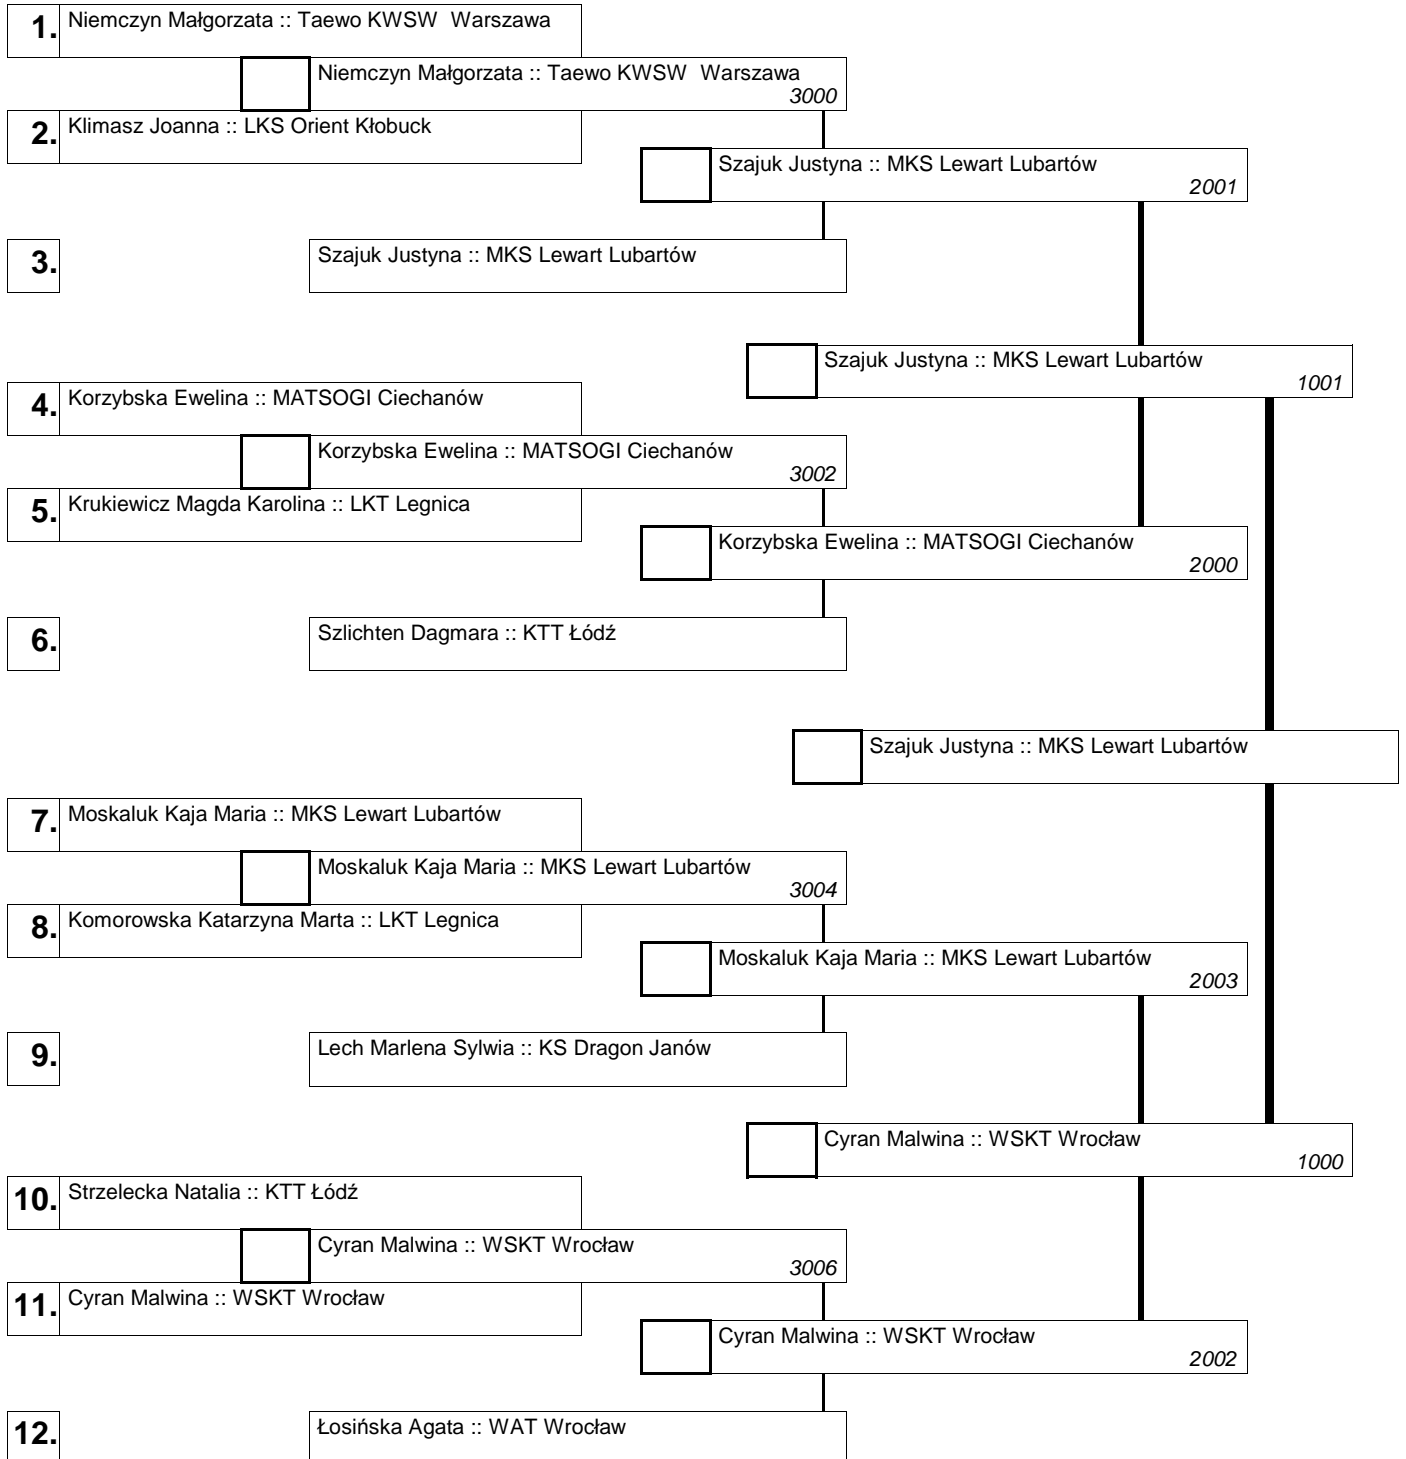 1. Niemczyn Małgorzata :: Taewo KWSW  Warszawa
Niemczyn Małgorzata :: Taewo KWSW  Warszawa
3000
2. Klimasz Joanna :: LKS Orient Kłobuck
Szajuk Justyna :: MKS Lewart Lubartów
2001
3. Szajuk Justyna :: MKS Lewart Lubartów
Szajuk Justyna :: MKS Lewart Lubartów
1001
4. Korzybska Ewelina :: MATSOGI Ciechanów
Korzybska Ewelina :: MATSOGI Ciechanów
3002
5. Krukiewicz Magda Karolina :: LKT Legnica
Korzybska Ewelina :: MATSOGI Ciechanów
2000
6. Szlichten Dagmara :: KTT Łódź
Szajuk Justyna :: MKS Lewart Lubartów
7. Moskaluk Kaja Maria :: MKS Lewart Lubartów
Moskaluk Kaja Maria :: MKS Lewart Lubartów
3004
8. Komorowska Katarzyna Marta :: LKT Legnica
Moskaluk Kaja Maria :: MKS Lewart Lubartów
2003
9. Lech Marlena Sylwia :: KS Dragon Janów
Cyran Malwina :: WSKT Wrocław
1000
10. Strzelecka Natalia :: KTT Łódź
Cyran Malwina :: WSKT Wrocław
3006
11. Cyran Malwina :: WSKT Wrocław
Cyran Malwina :: WSKT Wrocław
2002
12. Łosińska Agata :: WAT Wrocław